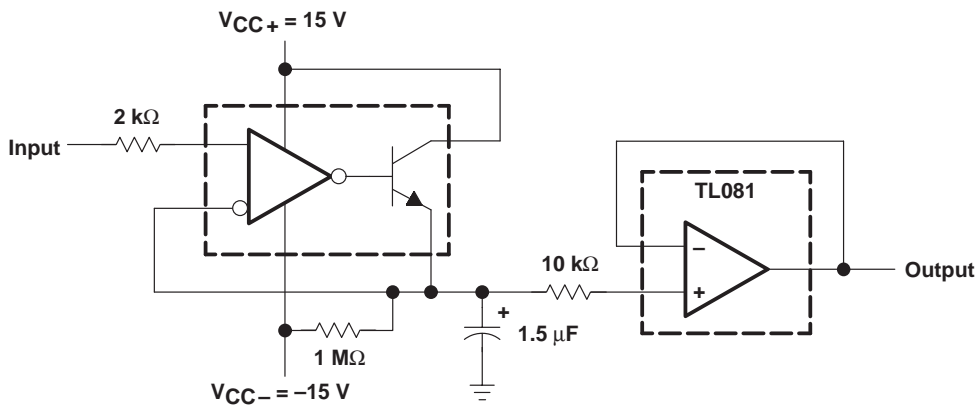 VCC+ = 15 V
2 kΩ
Input
TL081
−
+
10 kΩ
Output
+
1.5 μF
1 MΩ
VCC− = −15 V